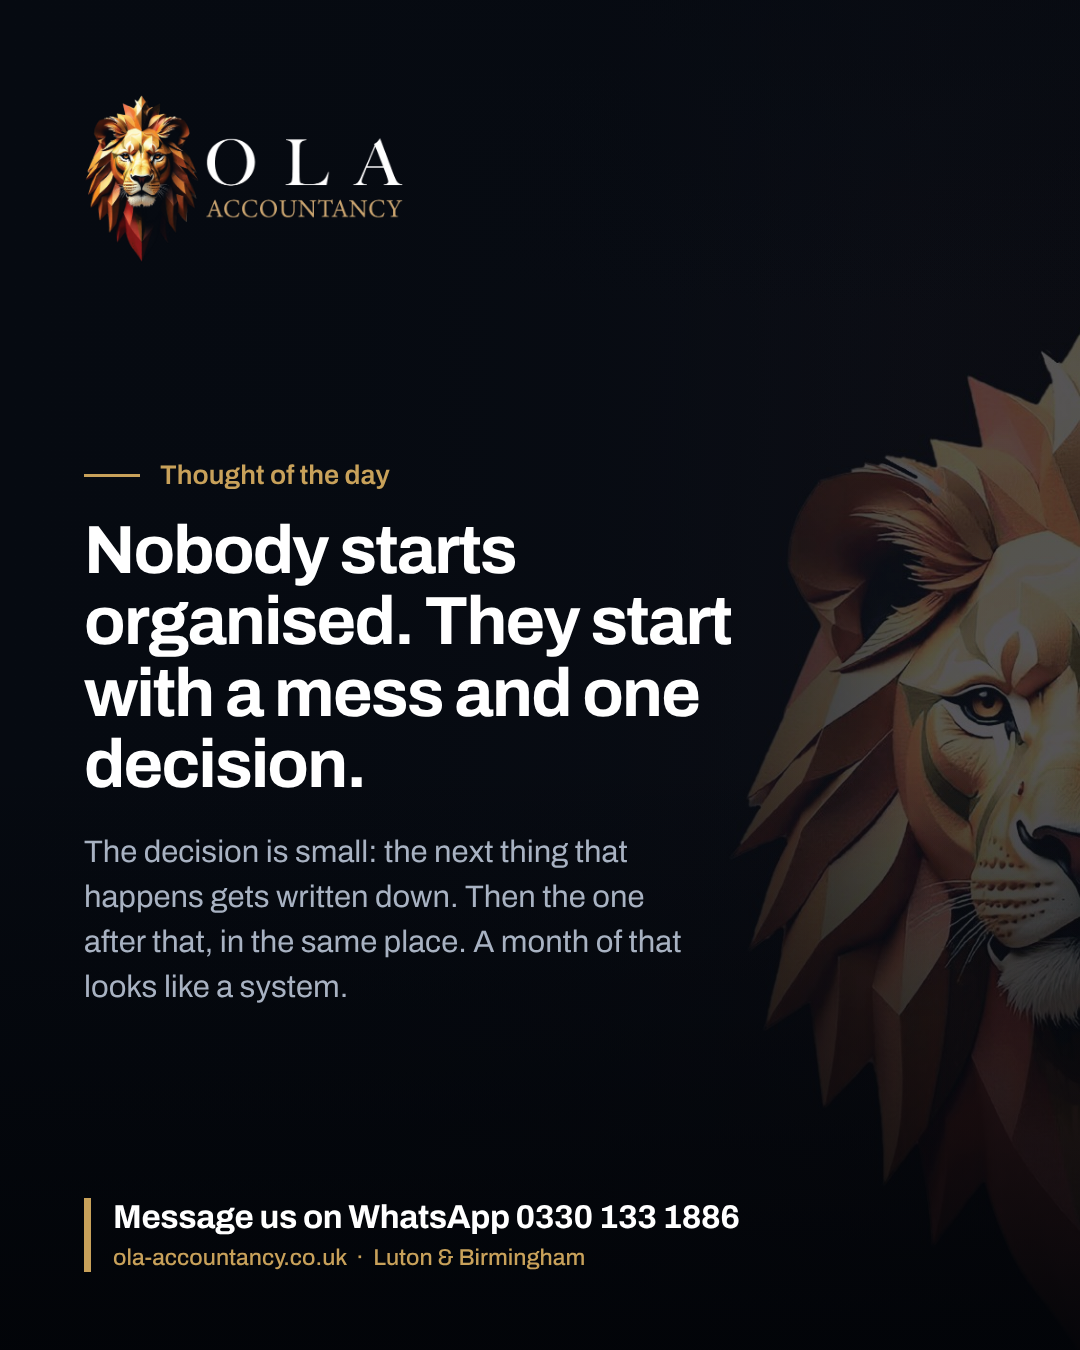 OLA
ACCOUNTANCY
Thought of the day
Nobody starts
organised. They start
with a mess and one
decision.
The decision is small: the next thing that
happens gets written down. Then the one
after that, in the same place. A month of that
looks like a system.
Message us on WhatsApp 0330 133 1886
ola-accountancy.co.uk · Luton & Birmingham